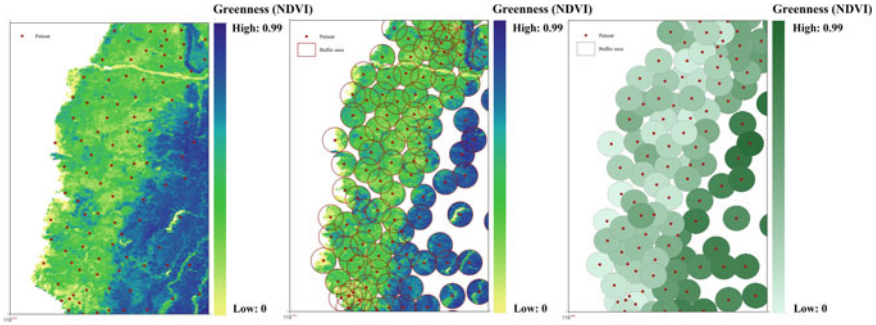 Greenness (NDVI)
High: 0.99
Patient
Low: 0
Greenness (NDVI)
High: 0.99
Patient
Buffer area
Low: 0
Greenness (NDVI)
High: 0.99
Patient
Buffer area
Low: 0